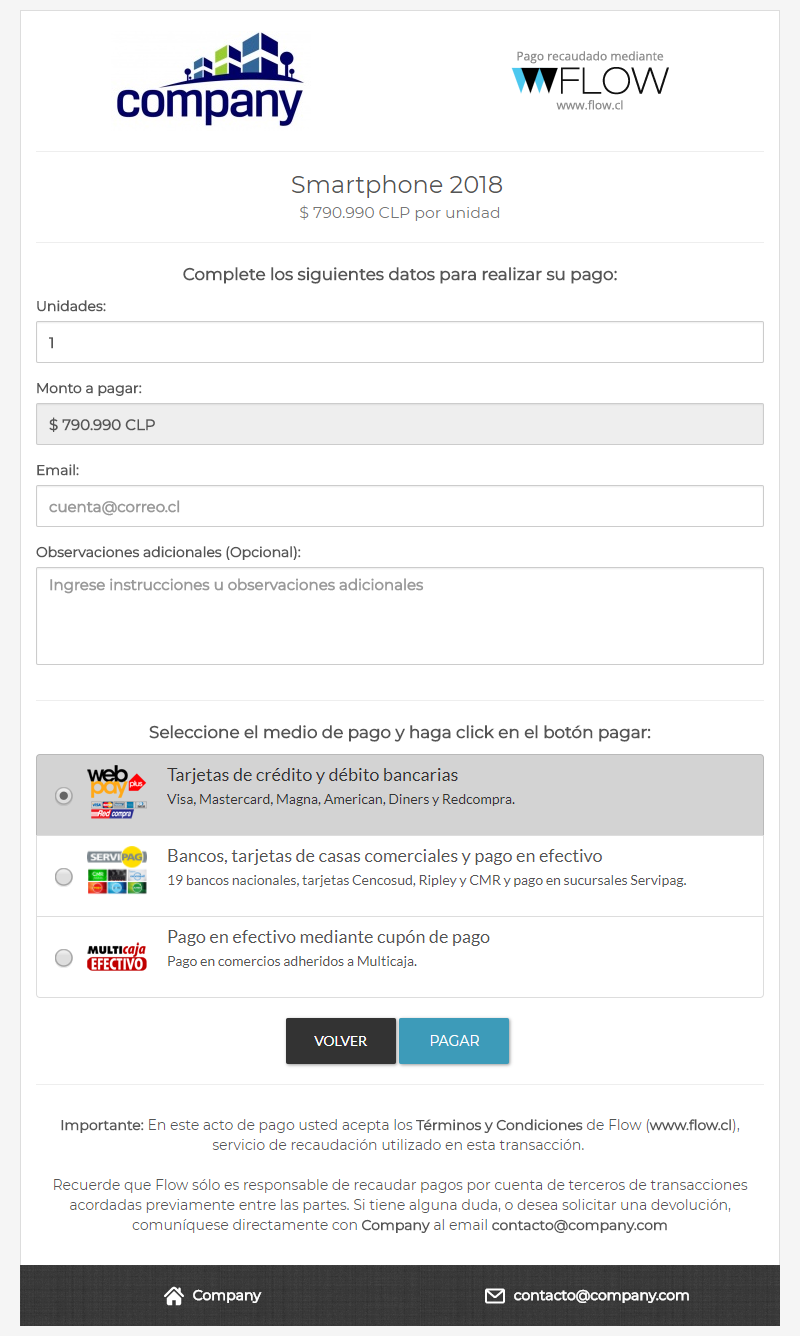 company
Pago recaudado mediante
FLOW
www.flow.cl
Smartphone 2018
$ 790.990 CLP por unidad
Complete los siguientes datos para realizar su pago:
Unidades:
1
Monto a pagar:
$ 790.990 CLP
Email:
cuenta@correo.cl
Observaciones adicionales (Opcional):
Ingrese instrucciones u observaciones adicionales
Seleccione el medio de pago y haga click en el botón pagar:
web
pay plus
Red compra
Tarjetas de crédito y débito bancarias
Visa, Mastercard, Magna, American, Diners y Redcompra.
SERVIPAG
Bancos, tarjetas de casas comerciales y pago en efectivo
19 bancos nacionales, tarjetas Cencosud, Ripley y CMR y pago en sucursales Servipag.
MULTIcaja
EFECTIVO
Pago en efectivo mediante cupón de pago
Pago en comercios adheridos a Multicaja.
VOLVER
PAGAR
Importante: En este acto de pago usted acepta los Términos y Condiciones de Flow (www.flow.cl),
servicio de recaudación utilizado en esta transacción.
Recuerde que Flow sólo es responsable de recaudar pagos por cuenta de terceros de transacciones
acordadas previamente entre las partes. Si tiene alguna duda, o desea solicitar una devolución,
comuníquese directamente con Company al email contacto@company.com
Company
contacto@company.com